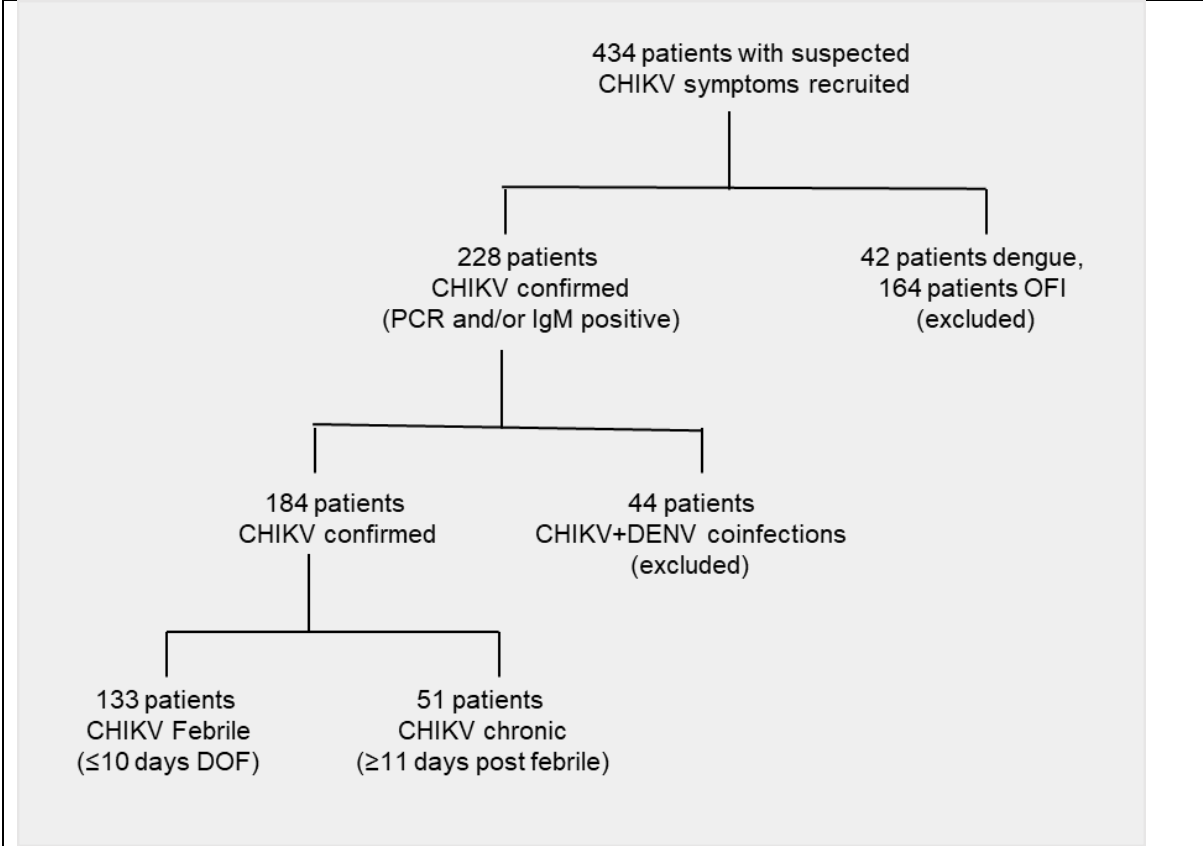 434 patients with suspected
CHIKV symptoms recruited
228 patients
CHIKV confirmed
(PCR and/or IgM positive)
42 patients dengue,
164 patients OFI
(excluded)
184 patients
CHIKV confirmed
44 patients
CHIKV+DENV coinfections
(excluded)
133 patients
CHIKV Febrile
(≤10 days DOF)
51 patients
CHIKV chronic
(≥11 days post febrile)